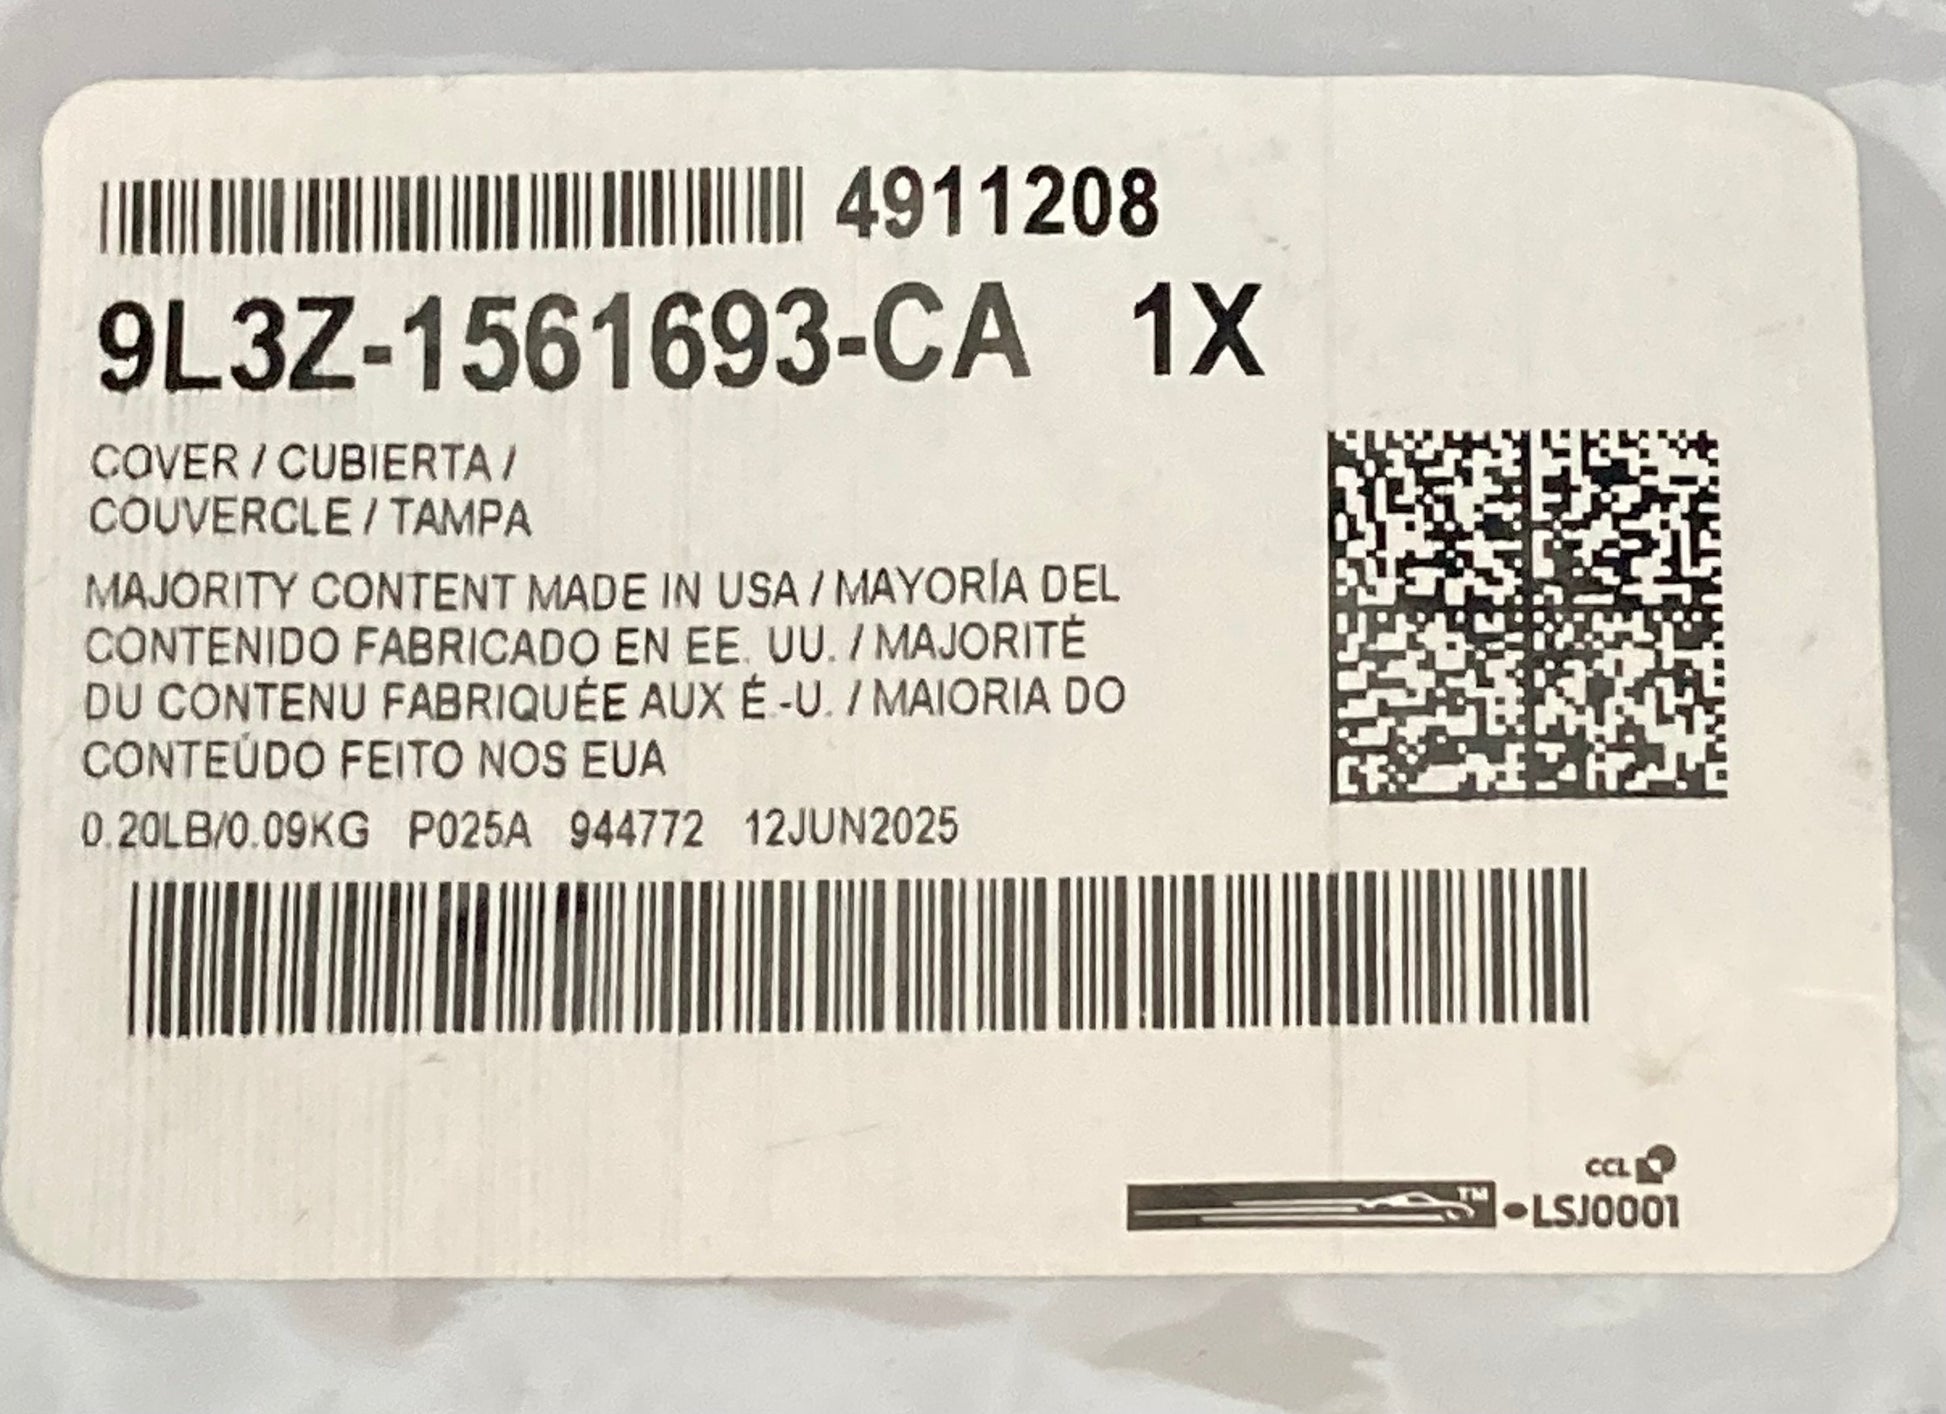 4911208
9L3Z-1561693-CA 1X
COVER / CUBIERTA /
COUVERCLE / TAMPA
MAJORITY CONTENT MADE IN USA / MAYORÍA DEL
CONTENIDO FABRICADO EN EE. UU. / MAJORITÉ
DU CONTENU FABRIQUÉE AUX É.-U. / MAIORIA DO
CONTEÚDO FEITO NOS EUA
0.20LB/0.09KG P025A 944772 12JUN2025
CCL
TM
•LSJ0001